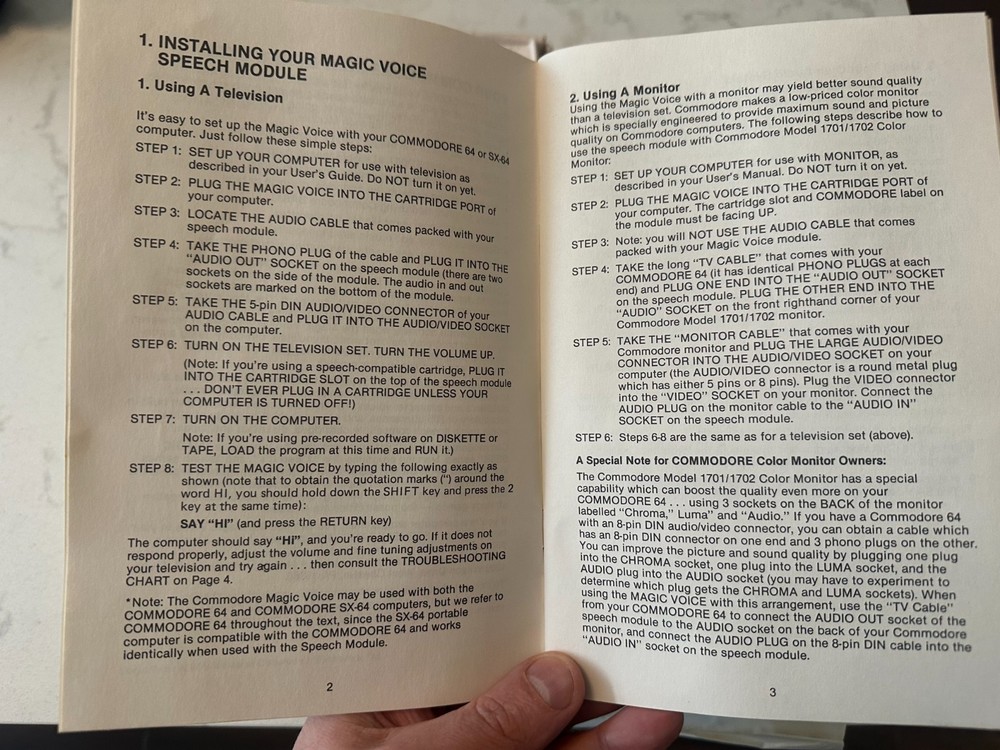 1. INSTALLING YOUR MAGIC VOICE
SPEECH MODULE
1. Using A Television
It's easy to set up the Magic Voice with your COMMODORE 64 or SX-64
computer. Just follow these simple steps:
STEP 1: SET UP YOUR COMPUTER for use with television as
described in your User's Guide. Do NOT turn it on yet.
STEP 2: PLUG THE MAGIC VOICE INTO THE CARTRIDGE PORT of
your computer.
STEP 3: LOCATE THE AUDIO CABLE that comes packed with your
speech module.
STEP 4: TAKE THE PHONO PLUG of the cable and PLUG IT INTO THE
"AUDIO OUT" SOCKET on the speech module (there are two
sockets on the side of the module. The audio in and out
sockets are marked on the bottom of the module.
STEP 5: TAKE THE 5-pin DIN AUDIO/VIDEO CONNECTOR of your
AUDIO CABLE and PLUG IT INTO THE AUDIO/VIDEO SOCKET
on the computer.
STEP 6: TURN ON THE TELEVISION SET. TURN THE VOLUME UP.
(Note: If you're using a speech-compatible cartridge, PLUG IT
INTO THE CARTRIDGE SLOT on the top of the speech module
. . . DON'T EVER PLUG IN A CARTRIDGE UNLESS YOUR
COMPUTER IS TURNED OFF!)
STEP 7: TURN ON THE COMPUTER.
Note: If you're using pre-recorded software on DISKETTE or
TAPE, LOAD the program at this time and RUN it.)
STEP 8: TEST THE MAGIC VOICE by typing the following exactly as
shown (note that to obtain the quotation marks (") around the
word HI, you should hold down the SHIFT key and press the 2
key at the same time):
SAY "HI" (and press the RETURN key)
The computer should say "Hi", and you're ready to go. If it does not
respond properly, adjust the volume and fine tuning adjustments on
your television and try again . . . then consult the TROUBLESHOOTING
CHART on Page 4.
*Note: The Commodore Magic Voice may be used with both the
COMMODORE 64 and COMMODORE SX-64 computers, but we refer to
COMMODORE 64 throughout the text, since the SX-64 portable
computer is compatible with the COMMODORE 64 and works
identically when used with the Speech Module.
2
2. Using A Monitor
Using the Magic Voice with a monitor may yield better sound quality
than a television set. Commodore makes a low-priced color monitor
which is specially engineered to provide maximum sound and picture
quality on Commodore computers. The following steps describe how to
use the speech module with Commodore Model 1701/1702 Color
Monitor:
STEP 1: SET UP YOUR COMPUTER for use with MONITOR, as
described in your User's Manual. Do NOT turn it on yet.
STEP 2: PLUG THE MAGIC VOICE INTO THE CARTRIDGE PORT of
your computer. The cartridge slot and COMMODORE label on
the module must be facing UP.
STEP 3: Note: you will NOT USE THE AUDIO CABLE that comes
packed with your Magic Voice module.
STEP 4: TAKE the long "TV CABLE" that comes with your
COMMODORE 64 (it has identical PHONO PLUGS at each
end) and PLUG ONE END INTO THE "AUDIO OUT" SOCKET
on the speech module. PLUG THE OTHER END INTO THE
"AUDIO" SOCKET on the front righthand corner of your
Commodore Model 1701/1702 monitor.
STEP 5: TAKE THE "MONITOR CABLE" that comes with your
Commodore monitor and PLUG THE LARGE AUDIO/VIDEO
CONNECTOR INTO THE AUDIO/VIDEO SOCKET on your
computer (the AUDIO/VIDEO connector is a round metal plug
which has either 5 pins or 8 pins). Plug the VIDEO connector
into the "VIDEO" SOCKET on your monitor. Connect the
AUDIO PLUG on the monitor cable to the "AUDIO IN"
SOCKET on the speech module.
STEP 6: Steps 6-8 are the same as for a television set (above).
A Special Note for COMMODORE Color Monitor Owners:
The Commodore Model 1701/1702 Color Monitor has a special
capability which can boost the quality even more on your
COMMODORE 64 . . . using 3 sockets on the BACK of the monitor
labelled "Chroma," Luma" and "Audio." If you have a Commodore 64
with an 8-pin DIN audio/video connector, you can obtain a cable which
has an 8-pin DIN connector on one end and 3 phono plugs on the other.
You can improve the picture and sound quality by plugging one plug
into the CHROMA socket, one plug into the LUMA socket, and the
AUDIO plug into the AUDIO socket (you may have to experiment to
determine which plug gets the CHROMA and LUMA sockets). When
using the MAGIC VOICE with this arrangement, use the "TV Cable"
from your COMMODORE 64 to connect the AUDIO OUT socket of the
speech module to the AUDIO socket on the back of your Commodore
monitor, and connect the AUDIO PLUG on the 8-pin DIN cable into the
"AUDIO IN" socket on the speech module.
3